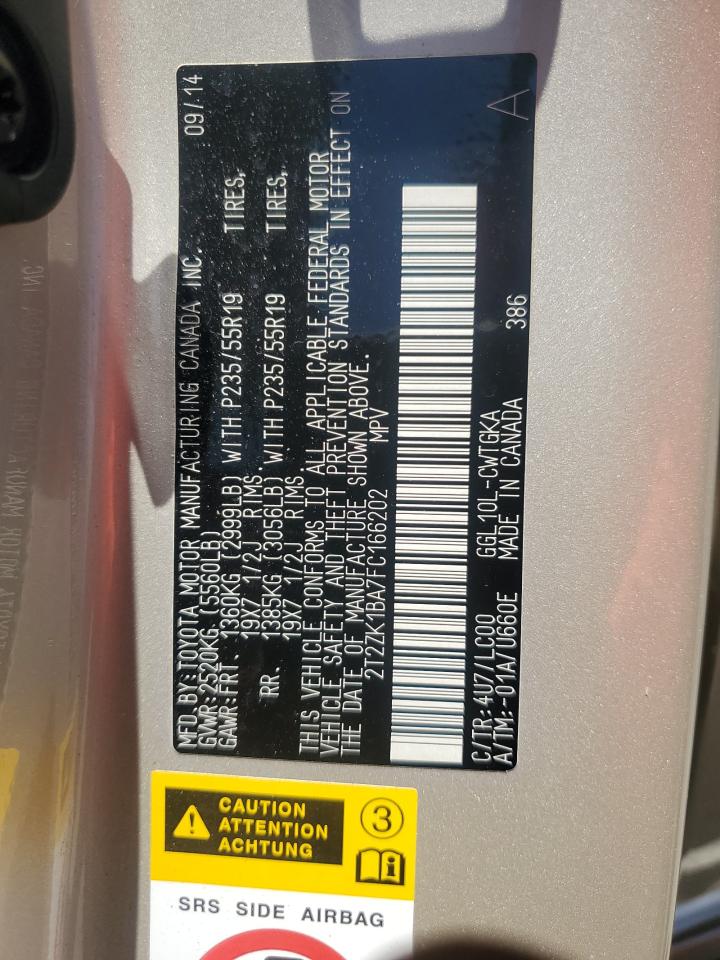 MFD BY:TOYOTA MOTOR MANUFACTURING CANADA INC. 09/14
GVWR:2520KG (5560LB)
GAWR:FRT. 1360KG (2999LB) WITH P235/55R19 TIRES,
19X7 1/2J RIMS.
RR. 1385KG (3056LB) WITH P235/55R19 TIRES,
19X7 1/2J RIMS.
THIS VEHICLE CONFORMS TO ALL APPLICABLE FEDERAL MOTOR
VEHICLE SAFETY AND THEFT PREVENTION STANDARDS IN EFFECT ON
THE DATE OF MANUFACTURE SHOWN ABOVE.
2T2ZK1BA7FC166202 MPV
C/TR:4U7/LC00 GGL10L-CWTGKA 386
A/TM:-01A/U660E MADE IN CANADA A
CAUTION
ATTENTION
ACHTUNG
3
SRS SIDE AIRBAG